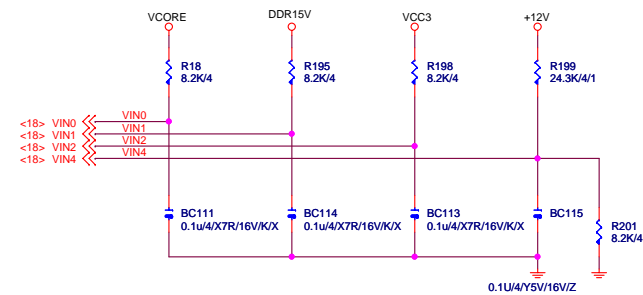 VCORE
DDR15V
VCC3
+12V
R18
8.2K/4
R195
8.2K/4
R198
8.2K/4
R199
24.3K/4/1
<18> VIN0 VIN0
<18> VIN1 VIN1
<18> VIN2 VIN2
<18> VIN4 VIN4
BC111
0.1u/4/X7R/16V/K/X
BC114
0.1u/4/X7R/16V/K/X
BC113
0.1u/4/X7R/16V/K/X
BC115
R201
8.2K/4
0.1U/4/Y5V/16V/Z